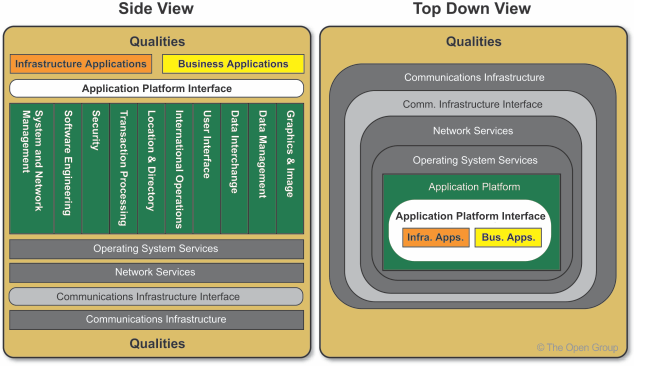 Side View
Qualities
Infrastructure Applications
Business Applications
Application Platform Interface
System and Network
Management
Software Engineering
Security
Transaction Processing
Location & Directory
International Operations
User Interface
Data Interchange
Data Management
Graphics & Image
Operating System Services
Network Services
Communications Infrastructure Interface
Communications Infrastructure
Qualities
Top Down View
Qualities
Communications Infrastructure
Comm. Infrastructure Interface
Network Services
Operating System Services
Application Platform
Application Platform Interface
Infra. Apps.
Bus. Apps.
© The Open Group